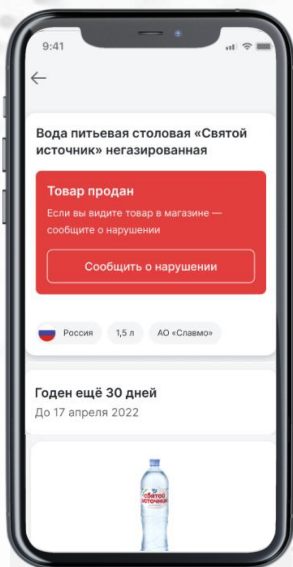 9:41
Вода питьевая столовая «Святой
источник» негазированная
Товар продан
Если вы видите товар в магазине —
сообщите о нарушении
Сообщить о нарушении
Россия 1,5 л АО «Славмо»
Годен ещё 30 дней
До 17 апреля 2022
святой
источник